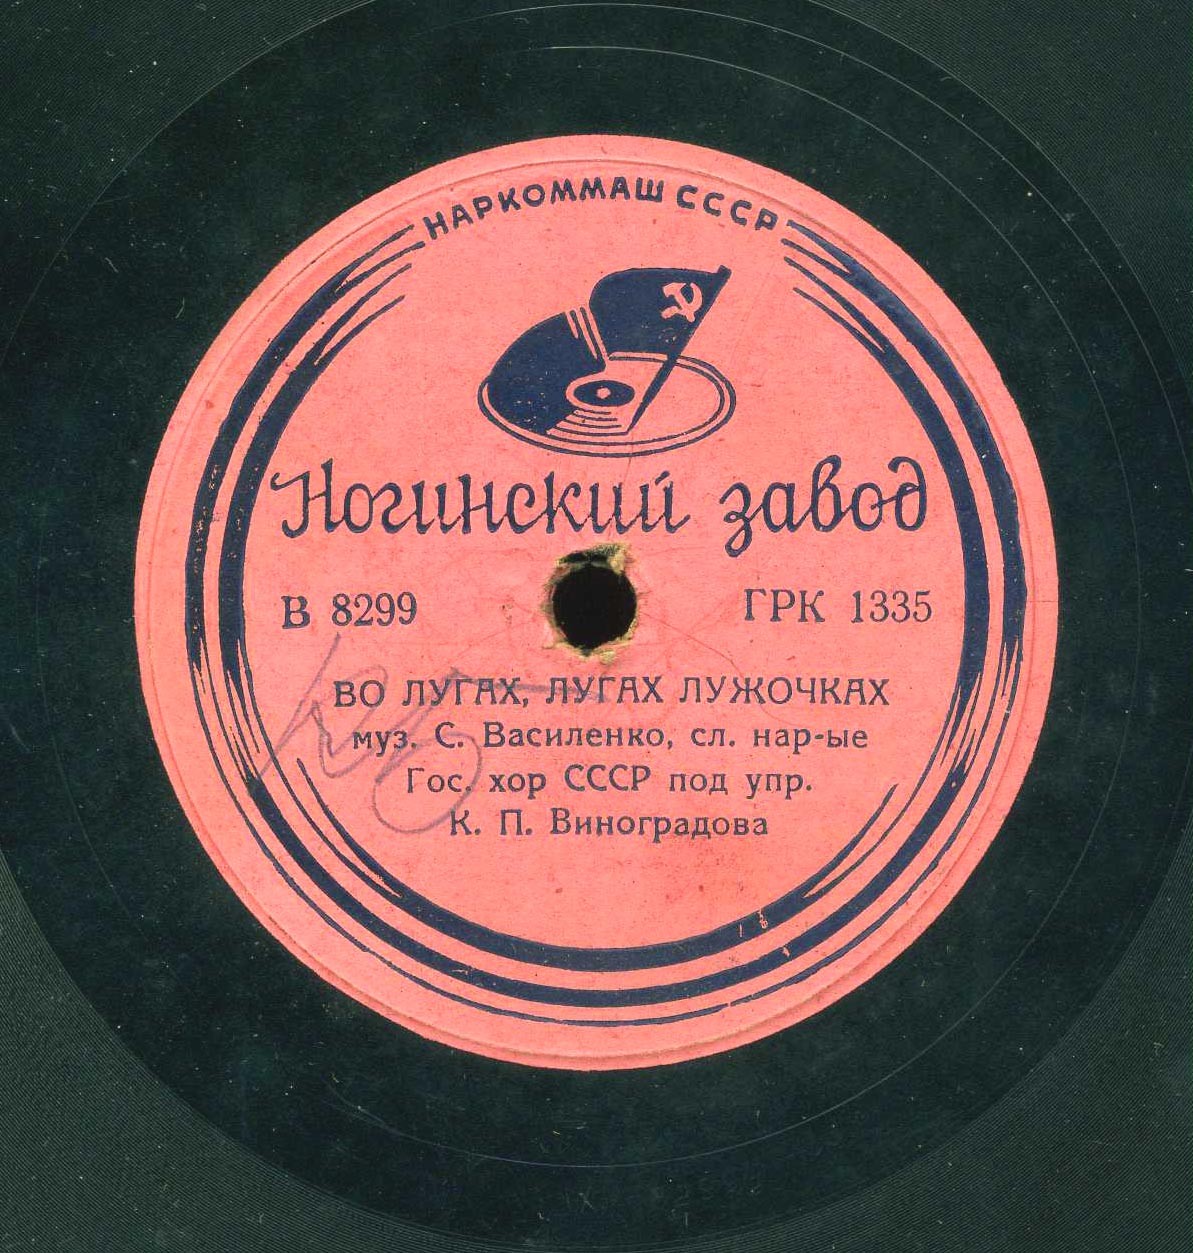 НАРКОММАШ СССР
Ногинский завод
В 8299 ГРК 1335
ВО ЛУГАХ, ЛУГАХ ЛУЖОЧКАХ
муз. С. Василенко, сл. нар-ые
Гос. хор СССР под упр.
К. П. Виноградова